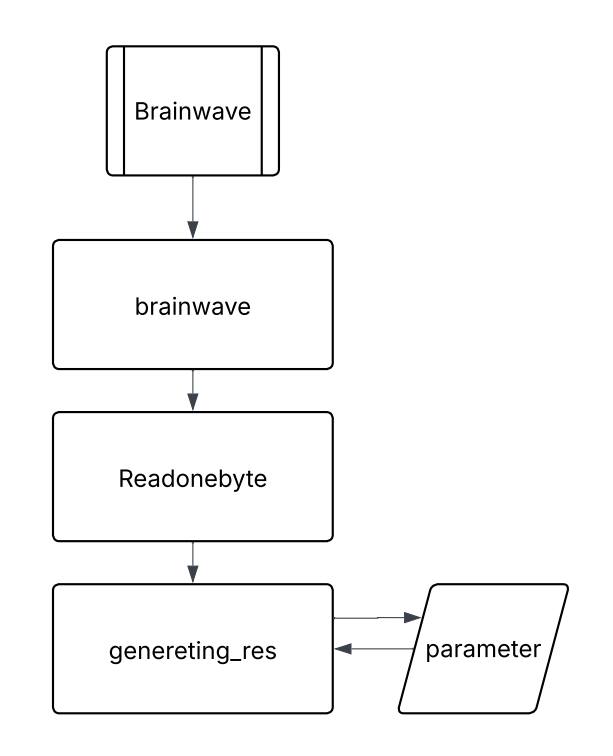 Brainwave
brainwave
Readonebyte
genereting_res
parameter